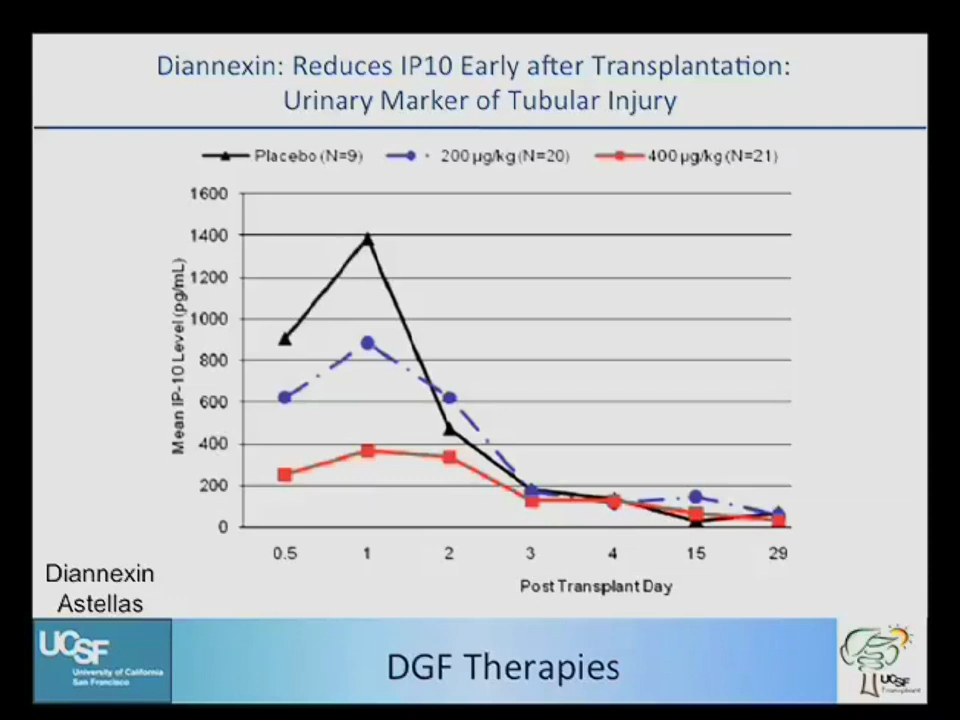 Diannexin: Reduces IP10 Early after Transplantation:
Urinary Marker of Tubular Injury
Placebo (N=9)
200 µg/kg (N=20)
400 µg/kg (N=21)
Mean IP-10 Level (pg/mL)
1600
1400
1200
1000
800
600
400
200
0
0.5 1 2 3 4 15 29
Post Transplant Day
Diannexin
Astellas
UCSF
University of California
San Francisco
DGF Therapies
UCSF
Transplant